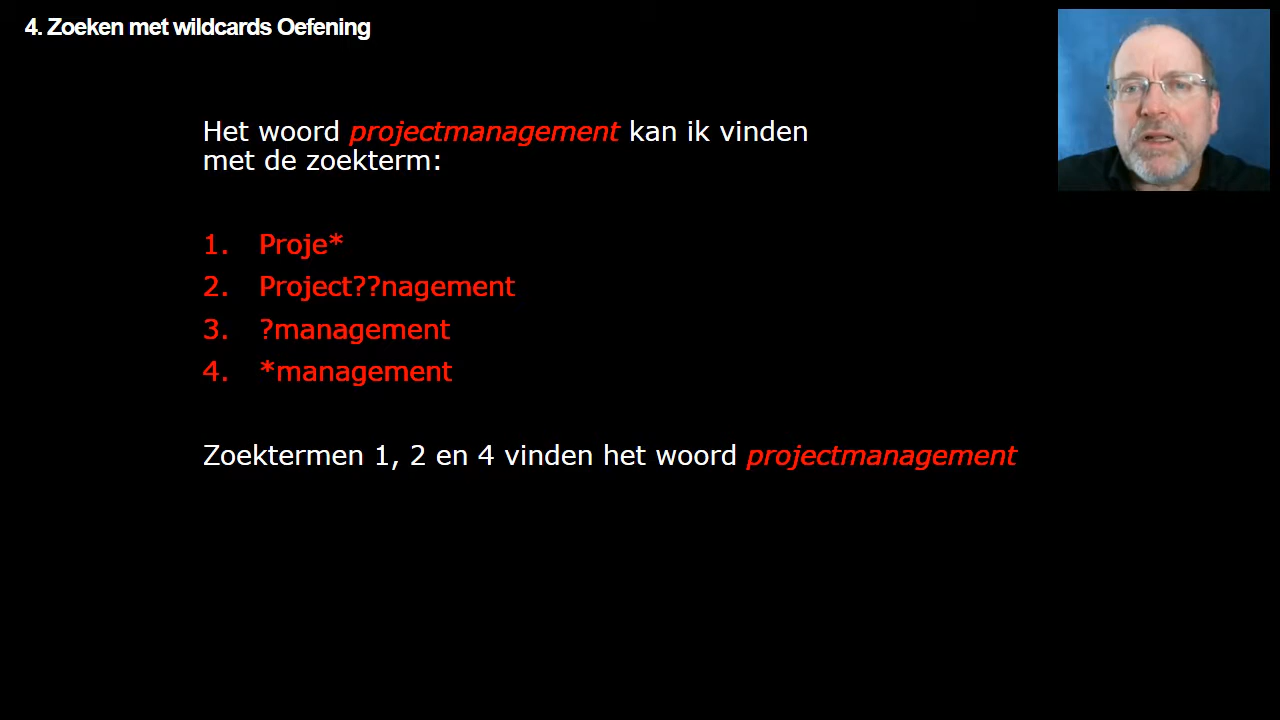 4. Zoeken met wildcards Oefening
Het woord projectmanagement kan ik vinden
met de zoekterm:
1. Proje*
2. Project??nagement
3. ?management
4. *management
Zoektermen 1, 2 en 4 vinden het woord projectmanagement